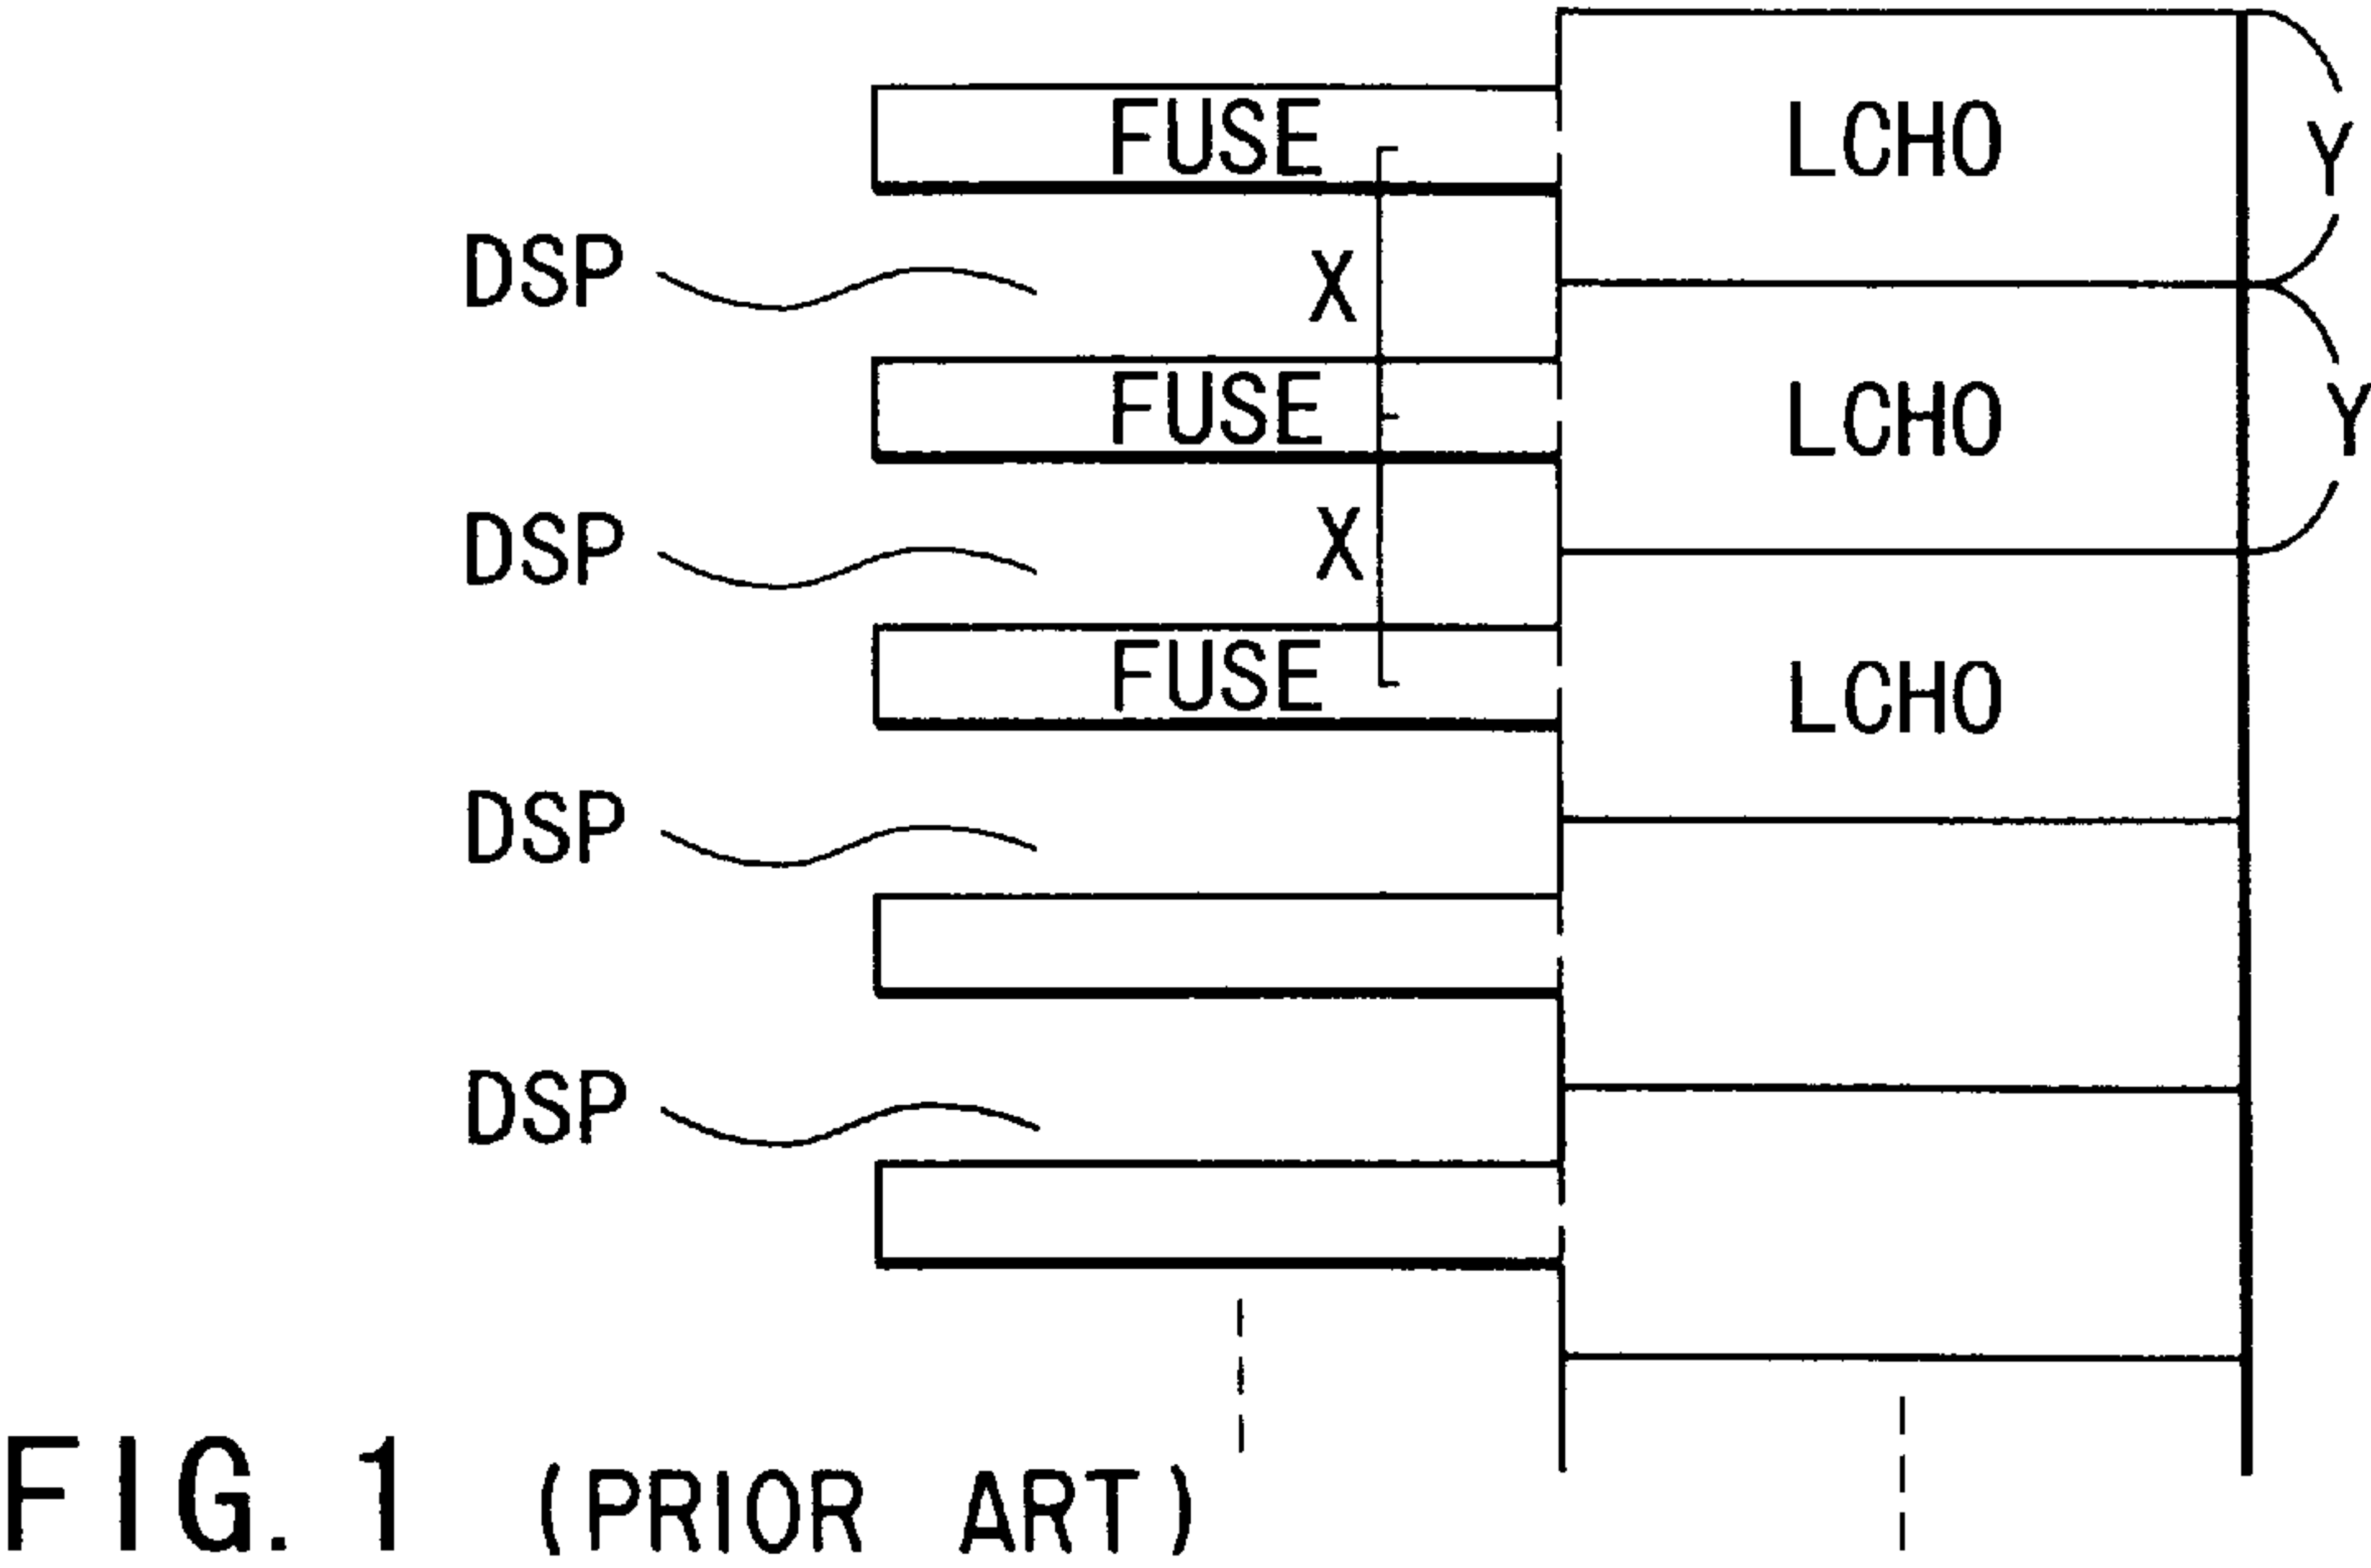 FUSE LCHO
Y
DSP X
FUSE LCHO Y
DSP X
FUSE LCHO
DSP
DSP
FIG. 1 (PRIOR ART)